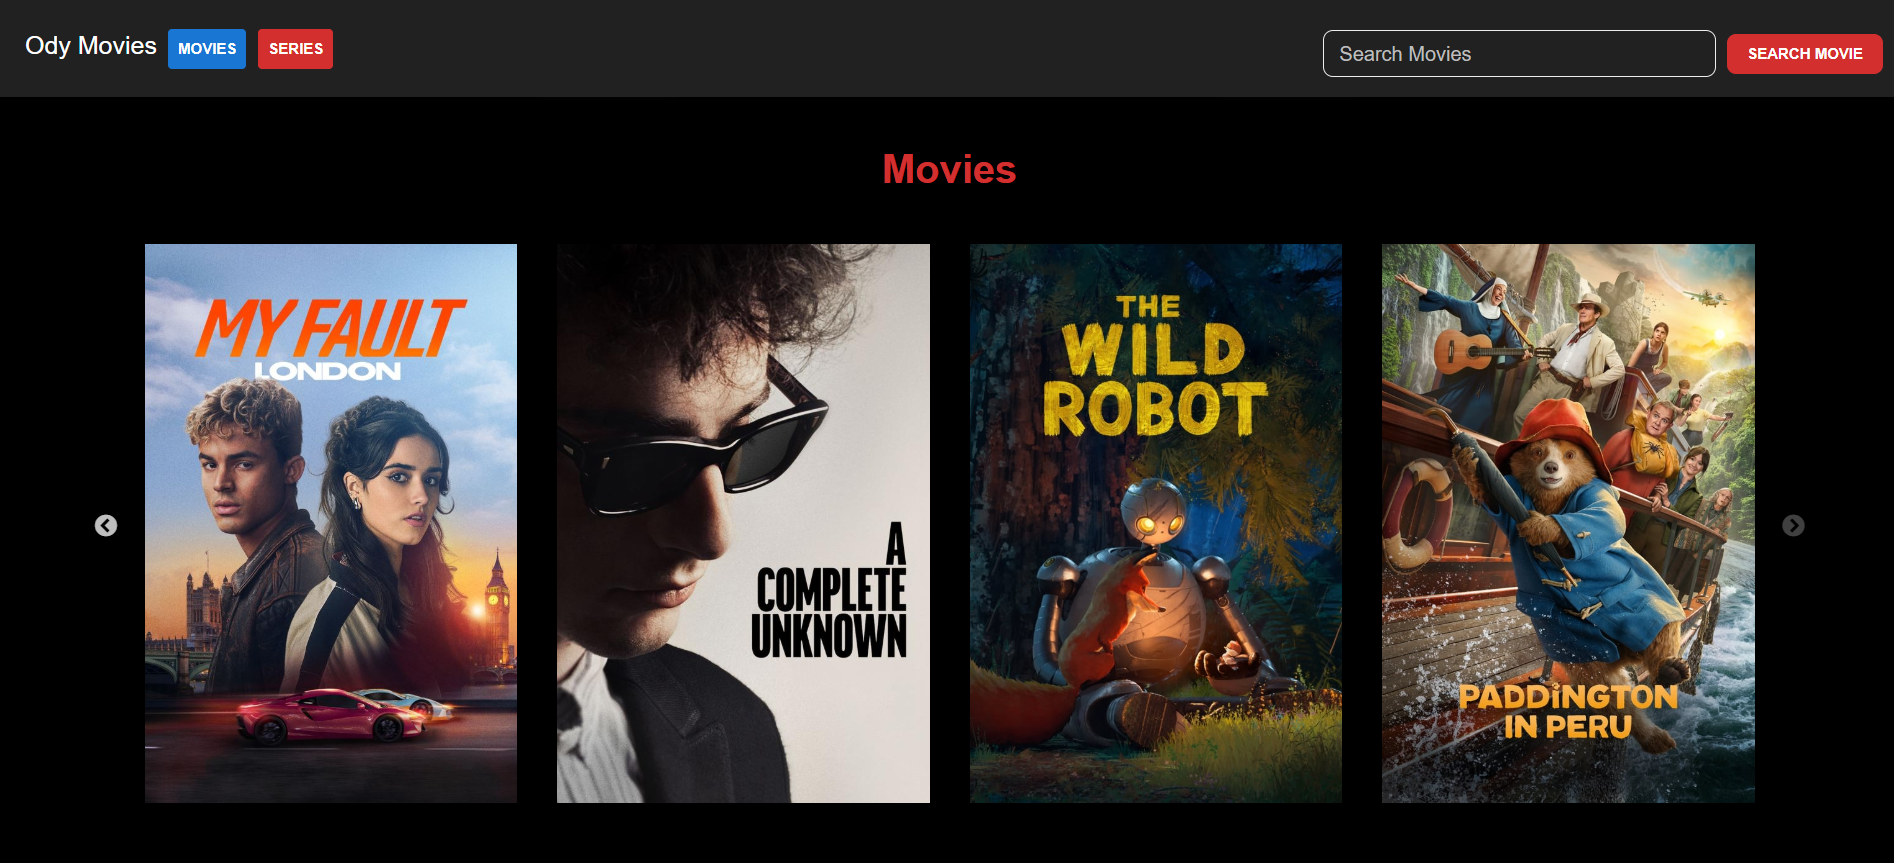 Ody Movies
MOVIES
SERIES
Search Movies
SEARCH MOVIE
Movies
MY FAULT
LONDON
A
COMPLETE
UNKNOWN
THE
WILD
ROBOT
PADDiNGTON
IN PERU